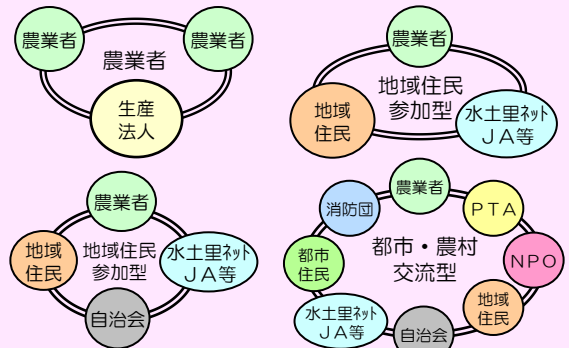 農業者
農業者
農業者
生産
法人
農業者
地域住民
参加型
地域
住民
水土里ネット
JA等
農業者
地域
住民
地域住民
参加型
水土里ネット
JA等
自治会
農業者
消防団
PTA
都市
住民
都市・農村
交流型
NPO
地域
住民
水土里ネット
JA等
自治会